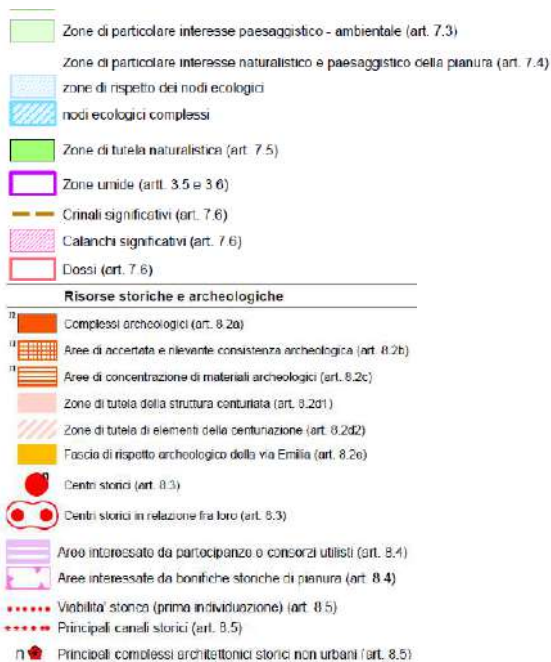 Zone di particolare interesse paesaggistico - ambientale (art. 7.3)
Zone di particolare interesse naturalistico e paesaggistico della pianura (art. 7.4)
zone di rispetto dei nodi ecologici
nodi ecologici complessi
Zone di tutela naturalistica (art. 7.5)
Zone umide (artt. 3.5 e 3.6)
Crinali significativi (art. 7.6)
Calanchi significativi (art. 7.6)
Dossi (art. 7.6)
Risorse storiche e archeologiche
Complessi archeologici (art. 8.2a)
Aree di accertata e rilevante consistenza archeologica (art. 8.2b)
Aree di concentrazione di materiali archeologici (art. 8.2c)
Zone di tutela della struttura centuriata (art. 8.2d1)
Zone di tutela di elementi della centuriazione (art. 8.2d2)
Fascia di rispetto archeologico della via Emilia (art. 8.2e)
Centri storici (art. 8.3)
Centri storici in relazione fra loro (art. 8.3)
Aree interessate da partecipanze e consorzi utilisti (art. 8.4)
Aree interessate da bonifiche storiche di pianura (art. 8.4)
Viabilita' storica (prima individuazione) (art. 8.5)
Principali canali storici (art. 8.5)
n Principali complessi architettonici storici non urbani (art. 8.5)